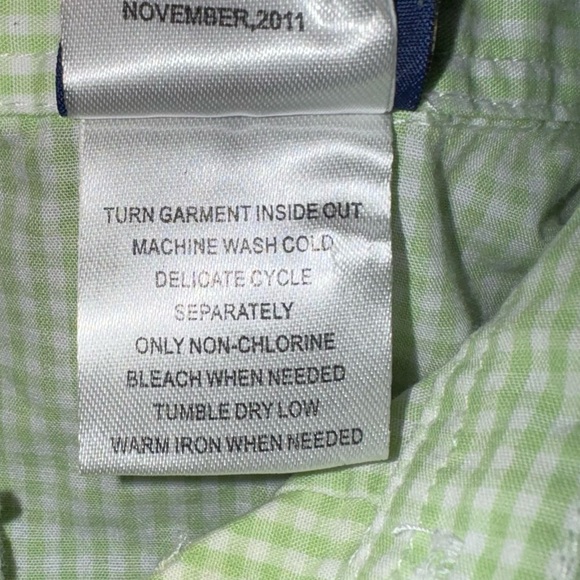 NOVEMBER,2011
TURN GARMENT INSIDE OUT
MACHINE WASH COLD
DELICATE CYCLE
SEPARATELY
ONLY NON-CHLORINE
BLEACH WHEN NEEDED
TUMBLE DRY LOW
WARM IRON WHEN NEEDED